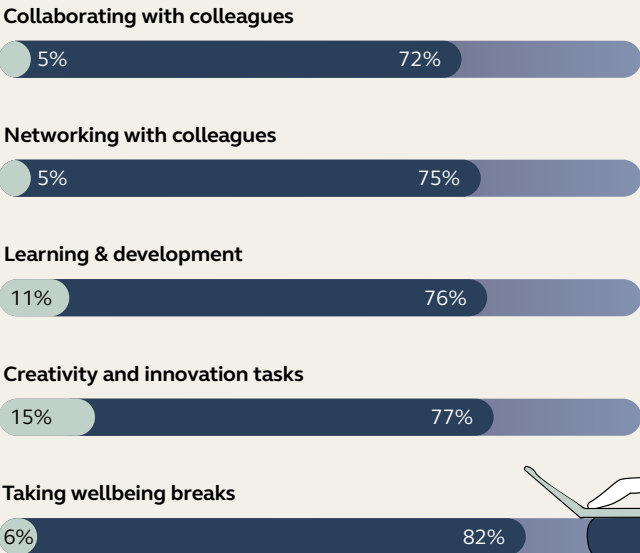 Collaborating with colleagues
5% 72%
Networking with colleagues
5% 75%
Learning & development
11% 76%
Creativity and innovation tasks
15% 77%
Taking wellbeing breaks
6% 82%